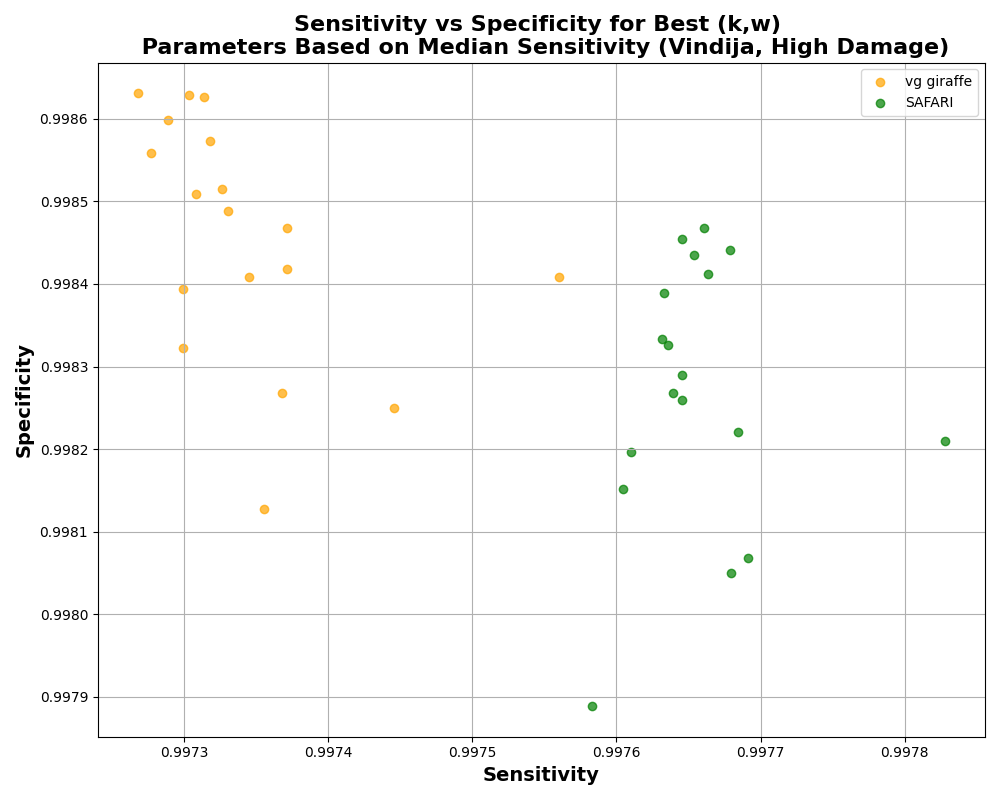 Sensitivity vs Specificity for Best (k,w)
Parameters Based on Median Sensitivity (Vindija, High Damage)
vg giraffe
SAFARI
Specificity
0.9986
0.9985
0.9984
0.9983
0.9982
0.9981
0.9980
0.9979
0.9973 0.9974 0.9975 0.9976 0.9977 0.9978
Sensitivity